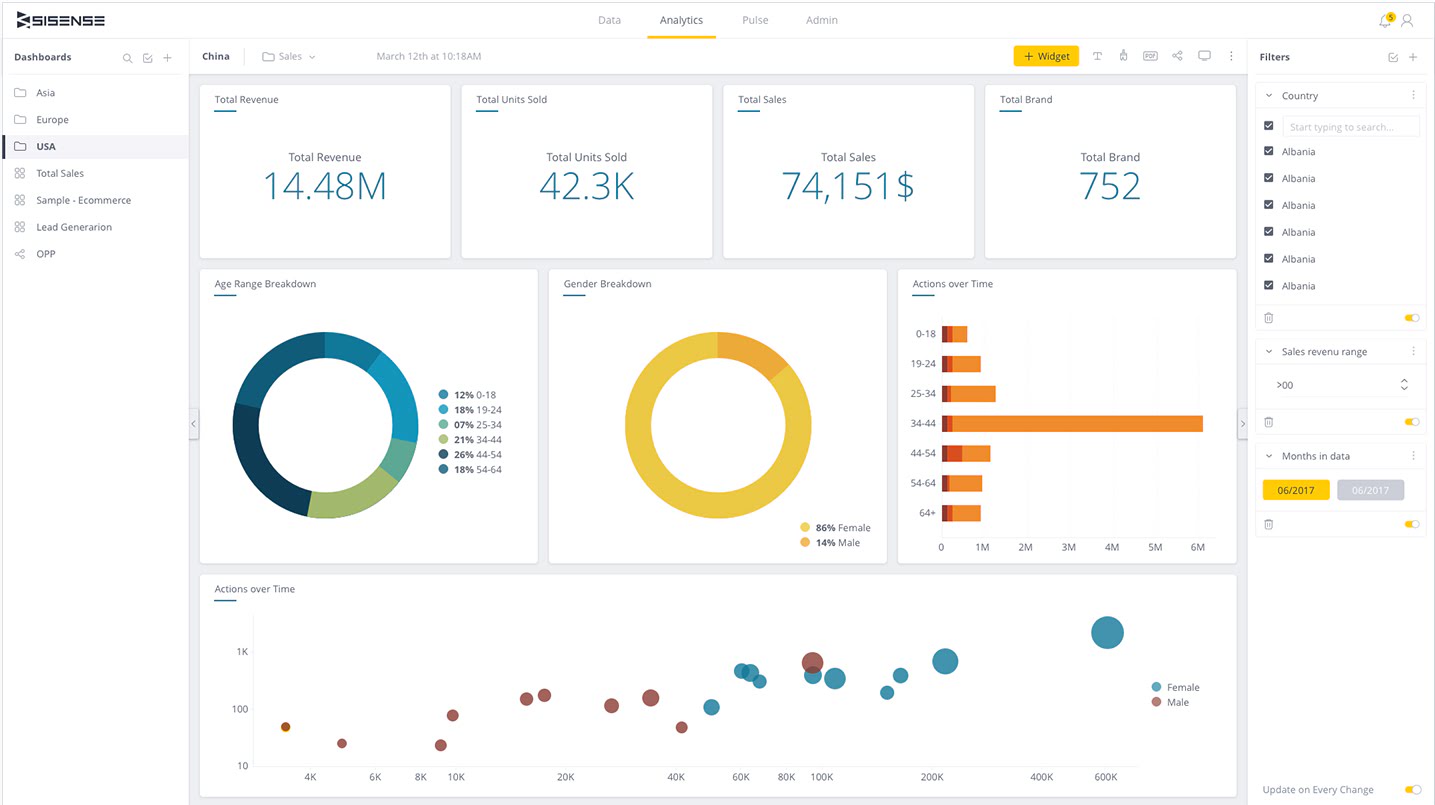 SISENSE
Data Analytics Pulse Admin
5
Dashboards
Asia
Europe
USA
Total Sales
Sample - Ecommerce
Lead Generarion
OPP
China Sales March 12th at 10:18AM + Widget T PDF
Total Revenue
Total Revenue
14.48M
Total Units Sold
Total Units Sold
42.3K
Total Sales
Total Sales
74,151$
Total Brand
Total Brand
752
Age Range Breakdown
12% 0-18
18% 19-24
07% 25-34
21% 34-44
26% 44-54
18% 54-64
Gender Breakdown
86% Female
14% Male
Actions over Time
0-18
19-24
25-34
34-44
44-54
54-64
64+
0 1M 2M 3M 4M 5M 6M
Actions over Time
1K
100
10
4K 6K 8K 10K 20K 40K 60K 80K 100K 200K 400K 600K
Female
Male
Filters
Country
Start typing to search...
Albania
Albania
Albania
Albania
Albania
Albania
Sales revenu range
>00
Months in data
06/2017 06/2017
Update on Every Change